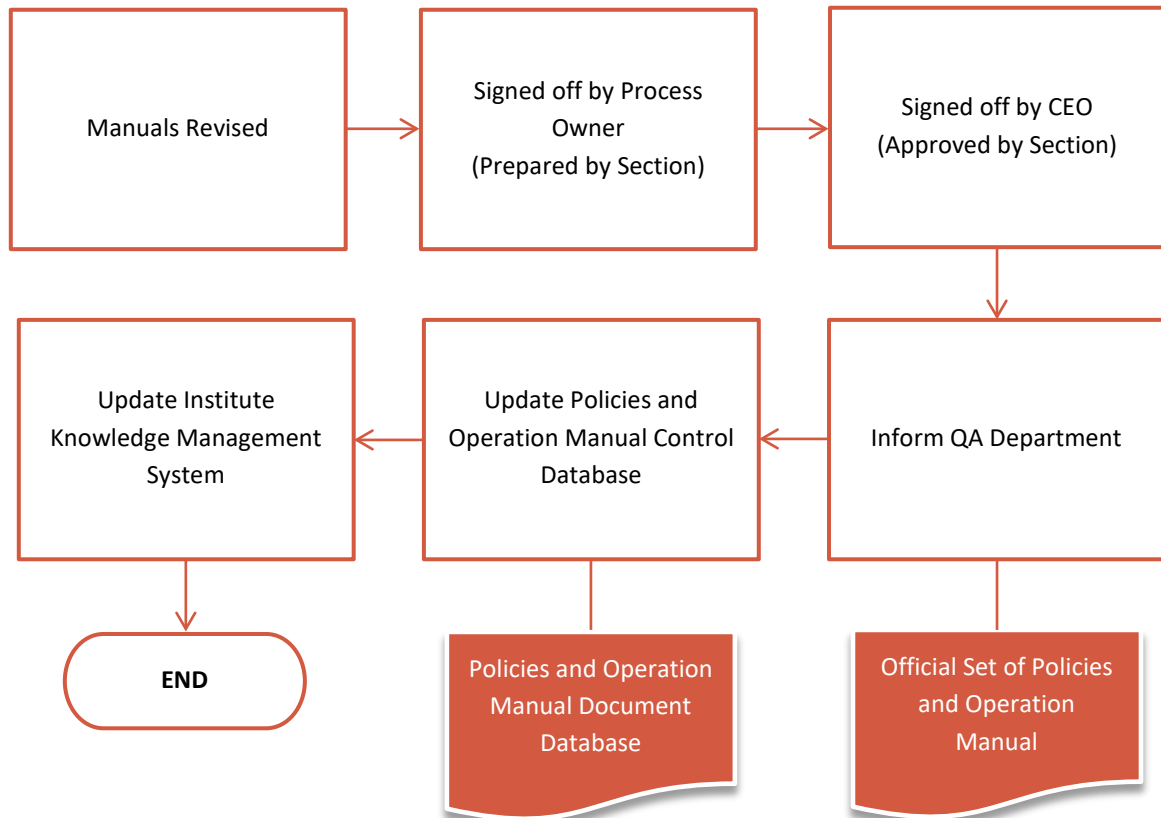 Manuals Revised
Signed off by Process
Owner
(Prepared by Section)
Signed off by CEO
(Approved by Section)
Inform QA Department
Update Policies and
Operation Manual Control
Database
Update Institute
Knowledge Management
System
END
Policies and Operation
Manual Document
Database
Official Set of Policies
and Operation
Manual